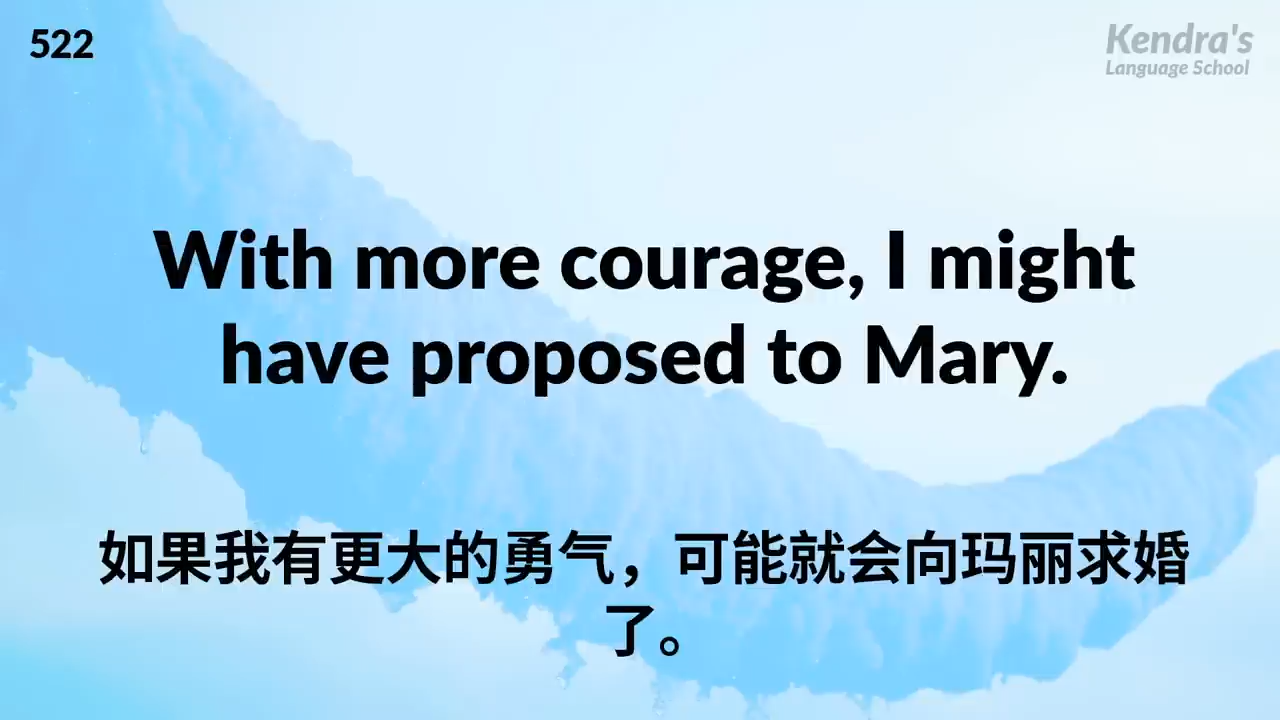 522
Kendra's
Language School
With more courage, I might
have proposed to Mary.
如果我有更大的勇气，可能就会向玛丽求婚
了。